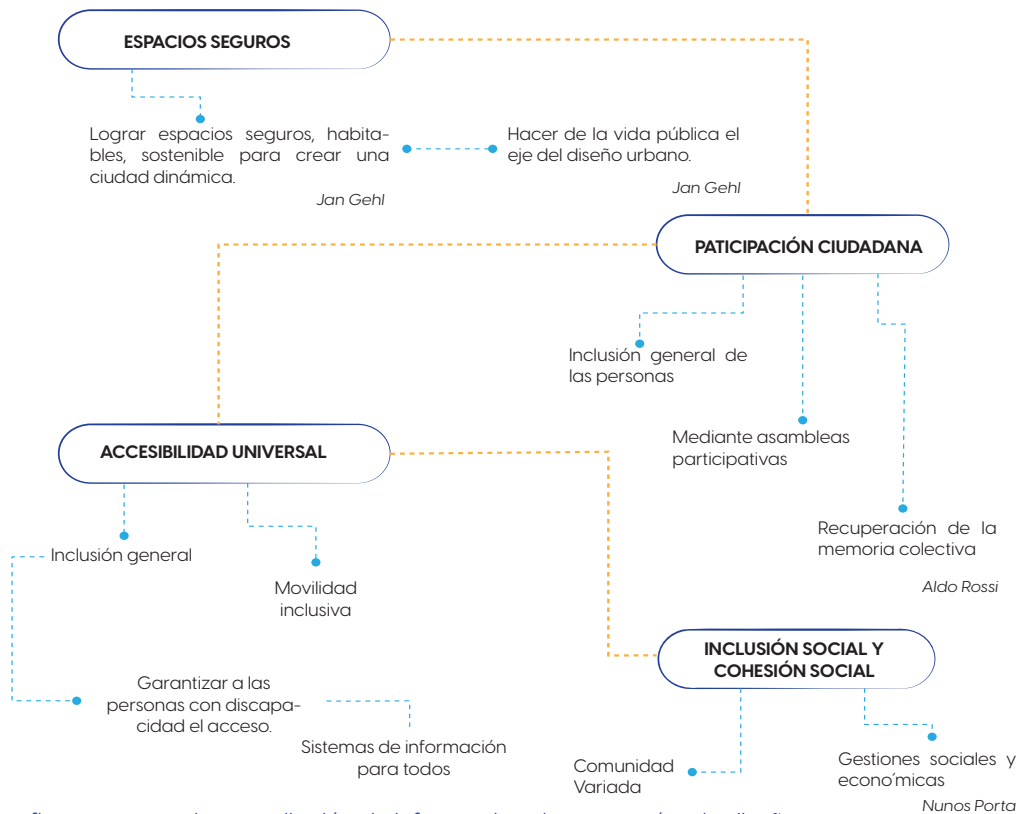 ESPACIOS SEGUROS
Lograr espacios seguros, habita-
bles, sostenible para crear una
ciudad dinámica.
Jan Gehl
Hacer de la vida pública el
eje del diseño urbano.
Jan Gehl
PATICIPACIÓN CIUDADANA
Inclusión general de
las personas
Mediante asambleas
participativas
Recuperación de la
memoria colectiva
Aldo Rossi
ACCESIBILIDAD UNIVERSAL
Inclusión general
Movilidad
inclusiva
Garantizar a las
personas con discapa-
cidad el acceso.
Sistemas de información
para todos
INCLUSIÓN SOCIAL Y
COHESIÓN SOCIAL
Comunidad
Variada
Gestiones sociales y
econo´micas
Nunos Porta